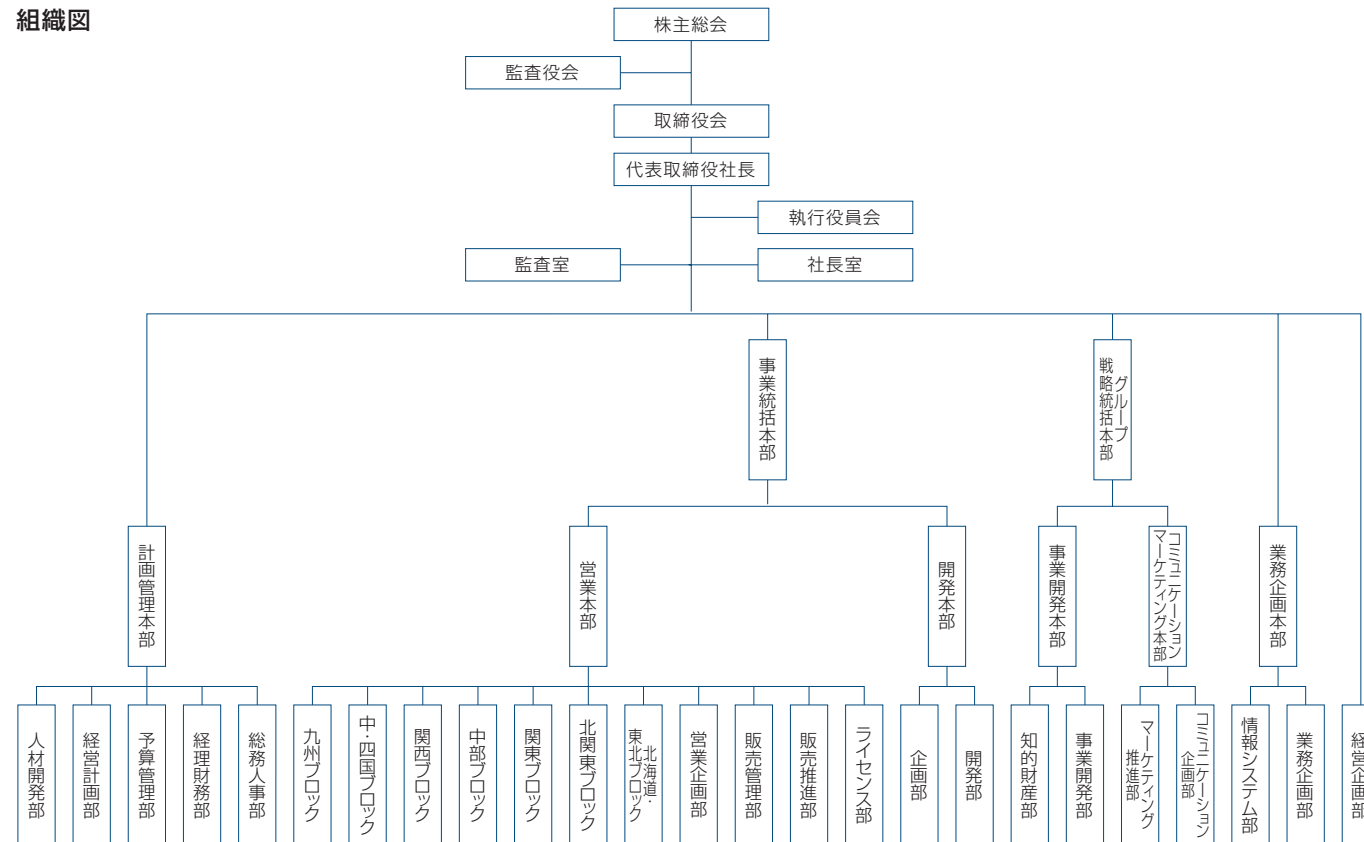 組織図
株主総会
監査役会
取締役会
代表取締役社長
執行役員会
監査室
社長室
事業統括本部
グループ
戦略統括本部
計画管理本部
営業本部
開発本部
事業開発本部
コミュニケーション
マーケティング本部
業務企画本部
人材開発部
経営計画部
予算管理部
経理財務部
総務人事部
九州ブロック
中・四国ブロック
関西ブロック
中部ブロック
関東ブロック
北関東ブロック
北海道・
東北ブロック
営業企画部
販売管理部
販売推進部
ライセンス部
企画部
開発部
知的財産部
事業開発部
マーケティング
推進部
コミュニケーション
企画部
情報システム部
業務企画部
経営企画部